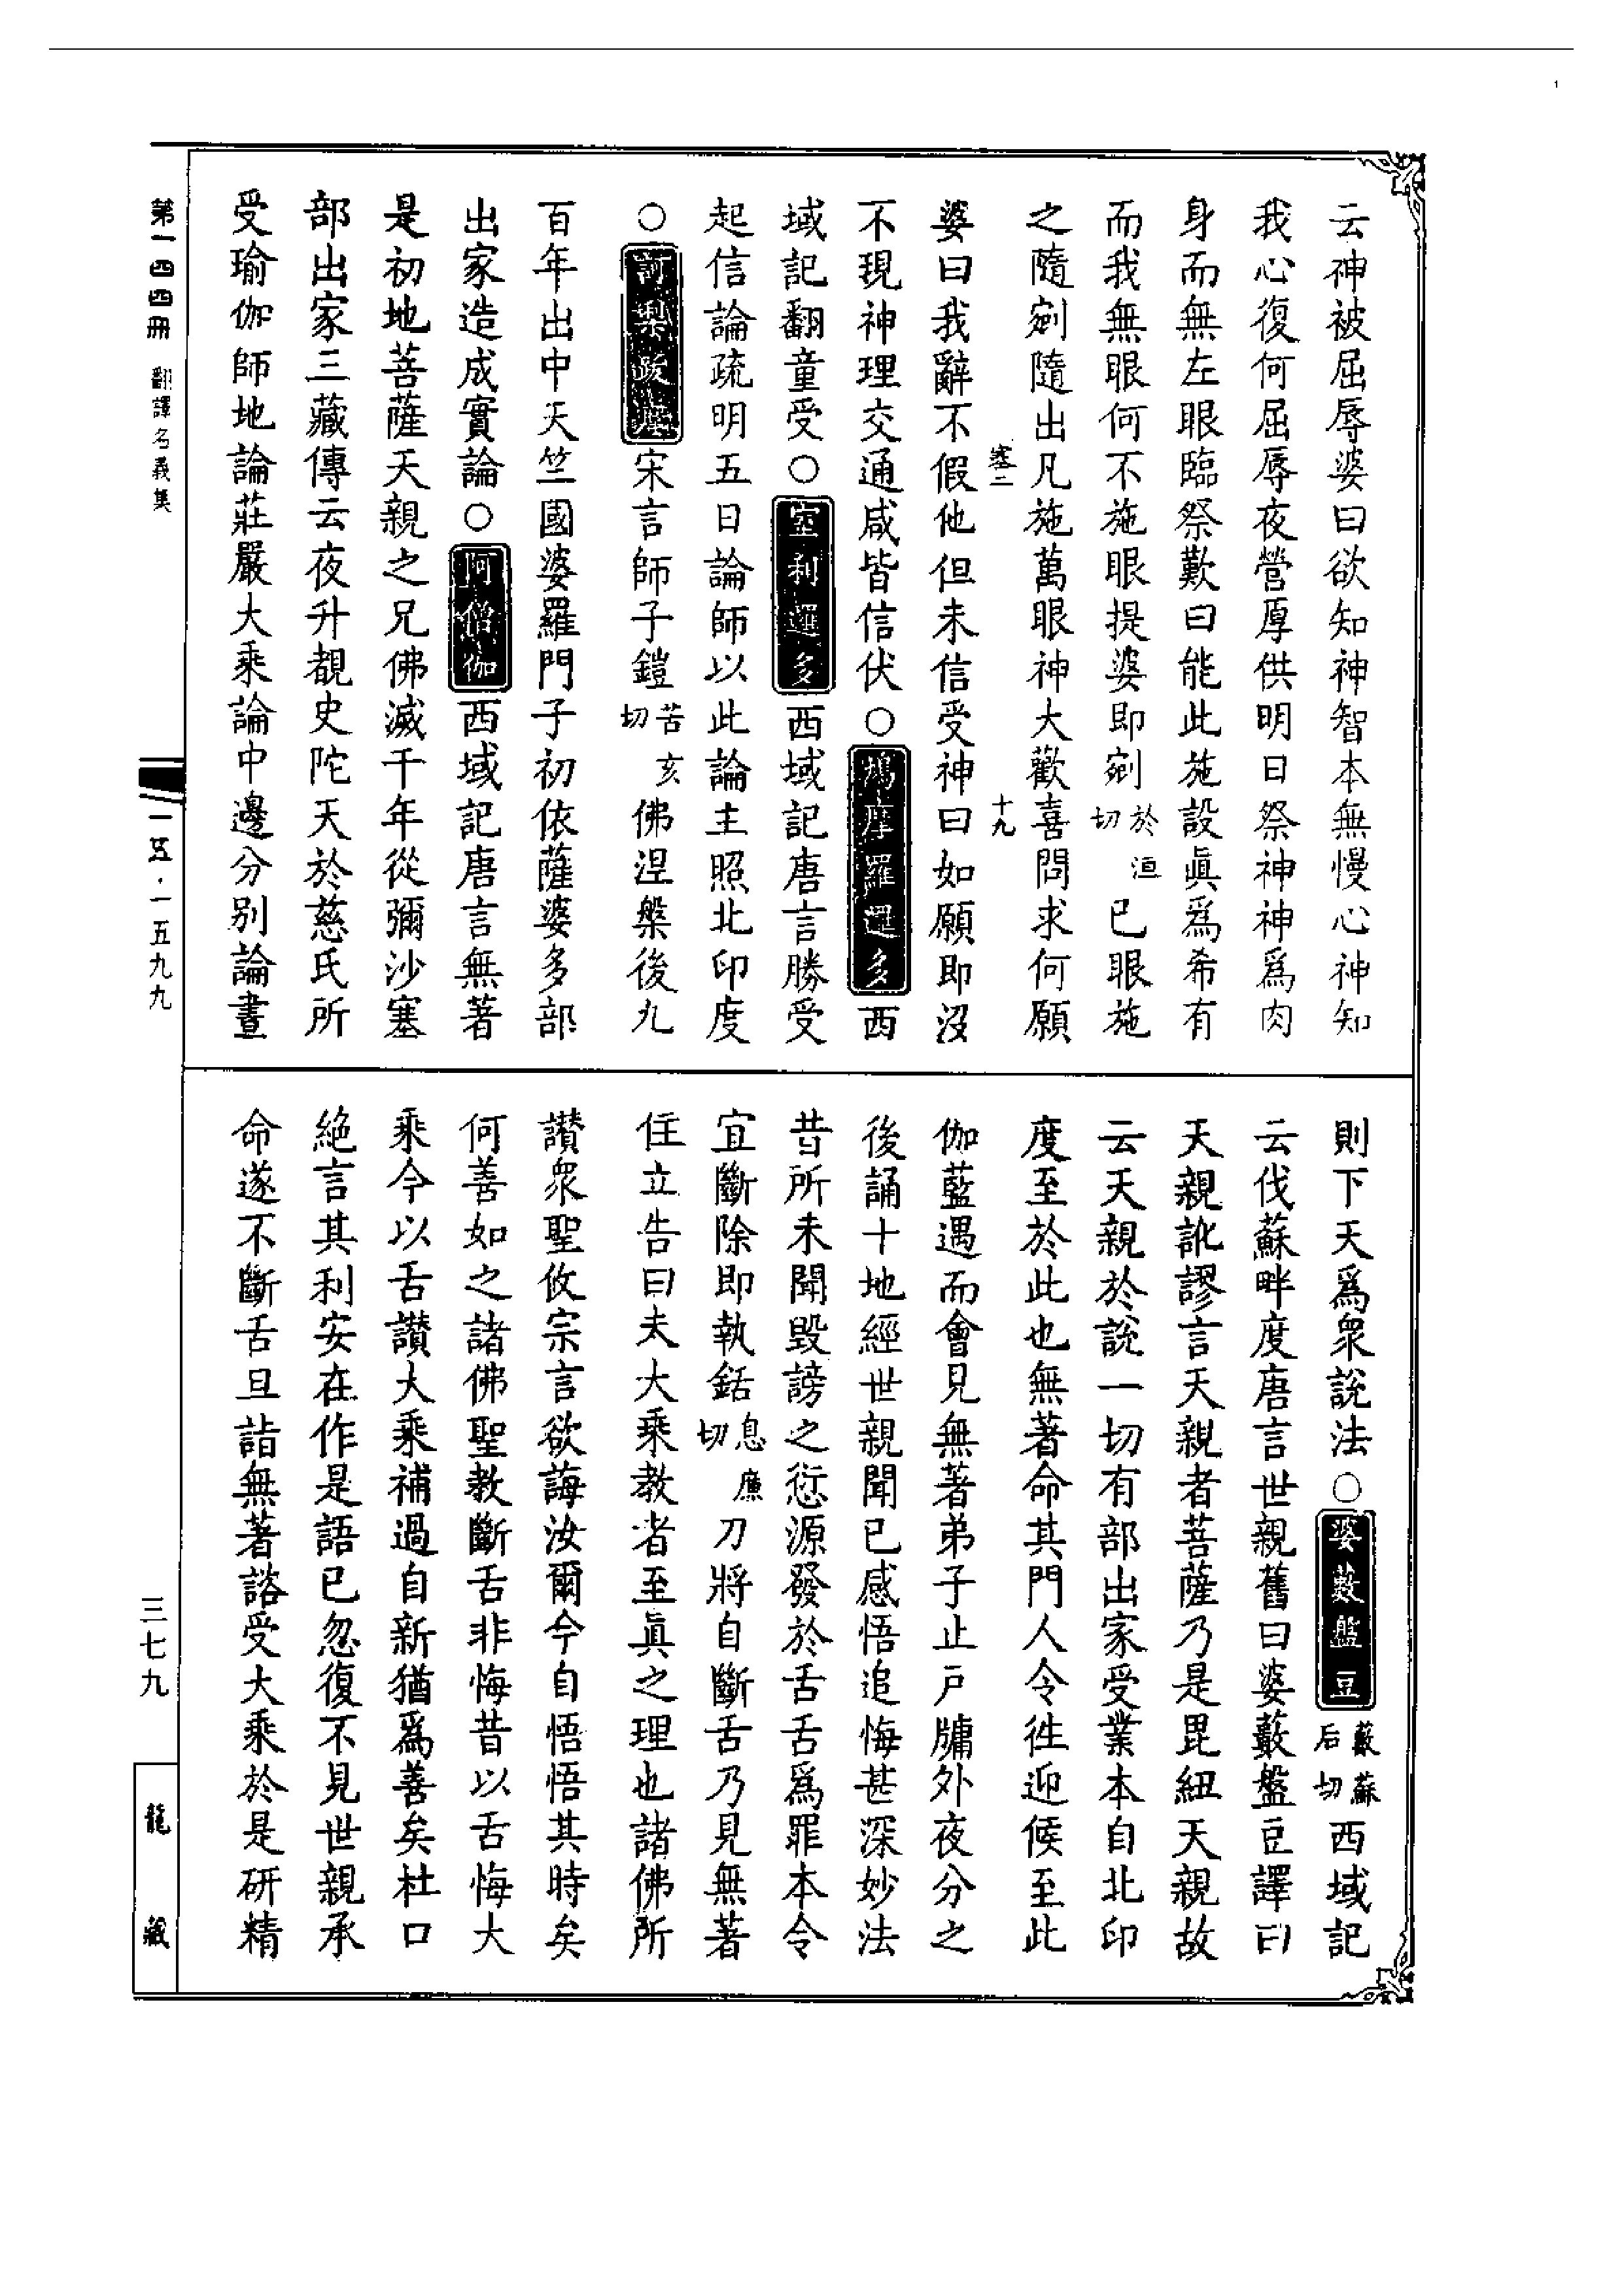 1
云神被屈辱婆曰欲知神智本無慢心神知
我心復何屈辱夜營厚供明日祭神神爲肉
身而無左眼臨祭歎曰能此施設眞爲希有
而我無眼何不施眼提婆即剜於洹切已眼施
之隨剜隨出凡施萬眼神大歡喜問求何願
卷二 十九
婆曰我辭不假他但未信受神曰如願即沒
不現神理交通咸皆信伏○鳩摩羅邏多西
域記翻童受○室利邏多西域記唐言勝受
起信論疏明五日論師以此論主照北印度
○訶梨跋摩宋言師子鎧苦亥切佛涅槃後九
百年出中天竺國婆羅門子初依薩婆多部
出家造成實論○阿僧伽西域記唐言無著
是初地菩薩天親之兄佛滅千年從彌沙塞
部出家三藏傳云夜升覩史陀天於慈氏所
受瑜伽師地論莊嚴大乘論中邊分別論晝
則下天爲衆說法○婆藪盤豆藪蘇后切西域記
云伐蘇畔度唐言世親舊曰婆藪盤豆譯曰
天親訛謬言天親者菩薩乃是毘紐天親故
云天親於說一切有部出家受業本自北印
度至於此也無著命其門人令徃迎候至此
伽藍遇而會見無著弟子止戶牗外夜分之
後誦十地經世親聞已感悟追悔甚深妙法
昔所未聞毀謗之愆源發於舌舌爲罪本今
宜斷除即執銛息廉切刀將自斷舌乃見無著
住立告曰夫大乘教者至眞之理也諸佛所
讃衆聖攸宗言欲誨汝爾今自悟悟其時矣
何善如之諸佛聖教斷舌非悔昔以舌悔大
乘今以舌讃大乘補過自新猶爲善矣杜口
絶言其利安在作是語已忽復不見世親承
命遂不斷舌旦詣無著諮受大乘於是研精
第一四四冊 翻譯名義集
一五·一五九九
三七九
龍藏